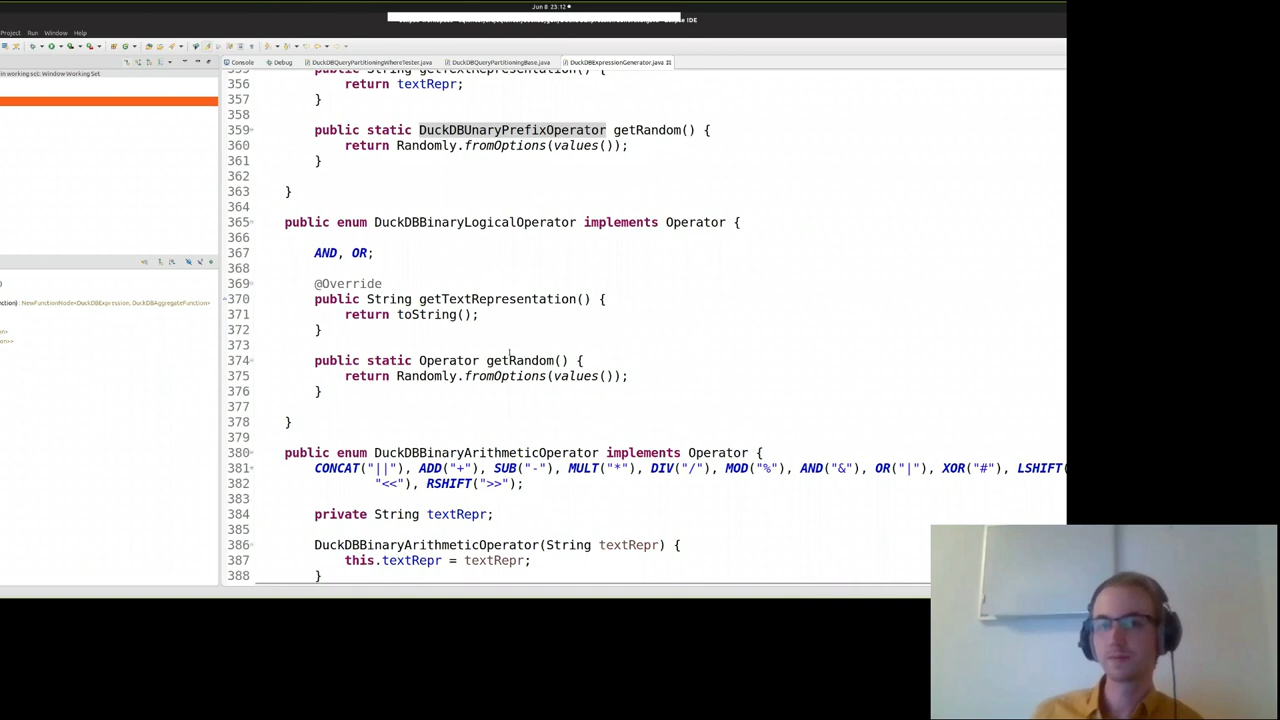 Jun 8 23:12
IDE
Project Run Window Help
Console Debug DuckDBQueryPartitioningWhereTester.java DuckDBQueryPartitioningBase.java DuckDBExpressionGenerator.java
in working set: Window Working Set
355 public String getTextRepresentation() {
356 return textRepr;
357 }
358
359 public static DuckDBUnaryPrefixOperator getRandom() {
360 return Randomly.fromOptions(values());
361 }
362
363 }
364
365 public enum DuckDBBinaryLogicalOperator implements Operator {
366
367 AND, OR;
368
369 @Override
370 public String getTextRepresentation() {
371 return toString();
372 }
373
374 public static Operator getRandom() {
375 return Randomly.fromOptions(values());
376 }
377
378 }
379
380 public enum DuckDBBinaryArithmeticOperator implements Operator {
381 CONCAT("||"), ADD("+"), SUB("-"), MULT("*"), DIV("/"), MOD("%"), AND("&"), OR("|"), XOR("#"), LSHIFT(
382 "<<"), RSHIFT(">>");
383
384 private String textRepr;
385
386 DuckDBBinaryArithmeticOperator(String textRepr) {
387 this.textRepr = textRepr;
388 }
ction) : NewFunctionNode<DuckDBExpression, DuckDBAggregateFunction>